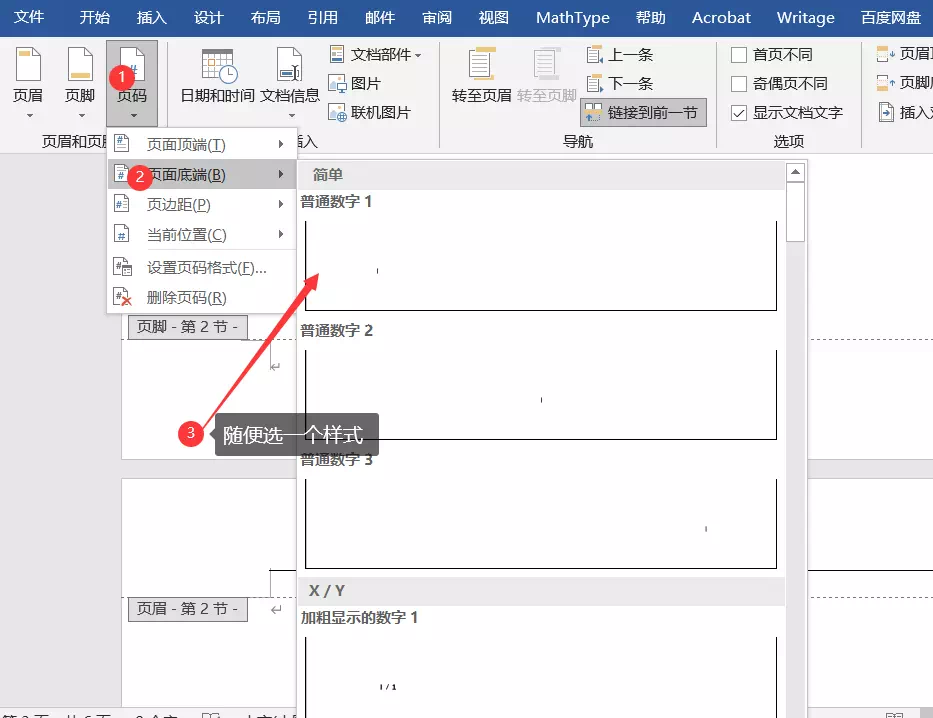 文件 开始 插入 设计 布局 引用 邮件 审阅 视图 MathType 帮助 Acrobat Writage 百度网盘
文档部件 上一条 首页不同 页眉
1
图片 下一条 奇偶页不同 页脚
页眉 页脚 页码 日期和时间 文档信息 转至页眉 转至页脚
联机图片 链接到前一节 显示文档文字 插入
页眉和页 入 导航 选项
页面顶端(T)
2 页面底端(B) 简单
页边距(P) 普通数字 1
当前位置(C)
设置页码格式(F)...
删除页码(R)
页脚 - 第 2 节 - 普通数字 2
3 随便选一个样式
普通数字 3
X / Y
页眉 - 第 2 节 -
加粗显示的数字 1
1 / 1